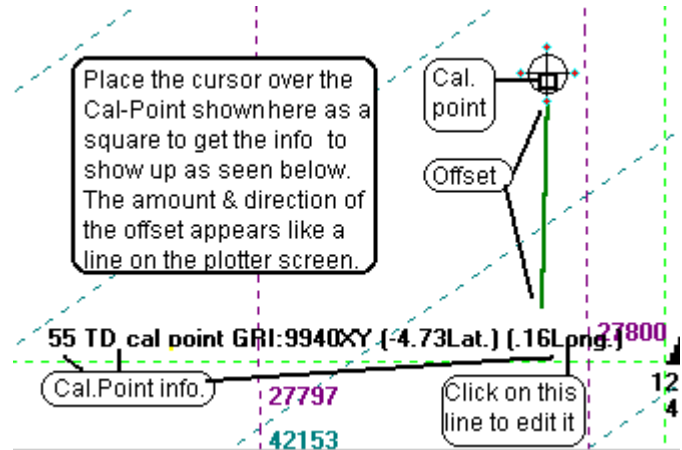 Place the cursor over the
Cal-Point shown here as a
square to get the info to
show up as seen below.
The amount & direction of
the offset appears like a
line on the plotter screen.
Cal.
point
Offset
55 TD cal point GRI:9940XY (-4.73Lat.) (.16Long.)
27800
Cal.Point info.
27797
42153
Click on this
line to edit it
12
4